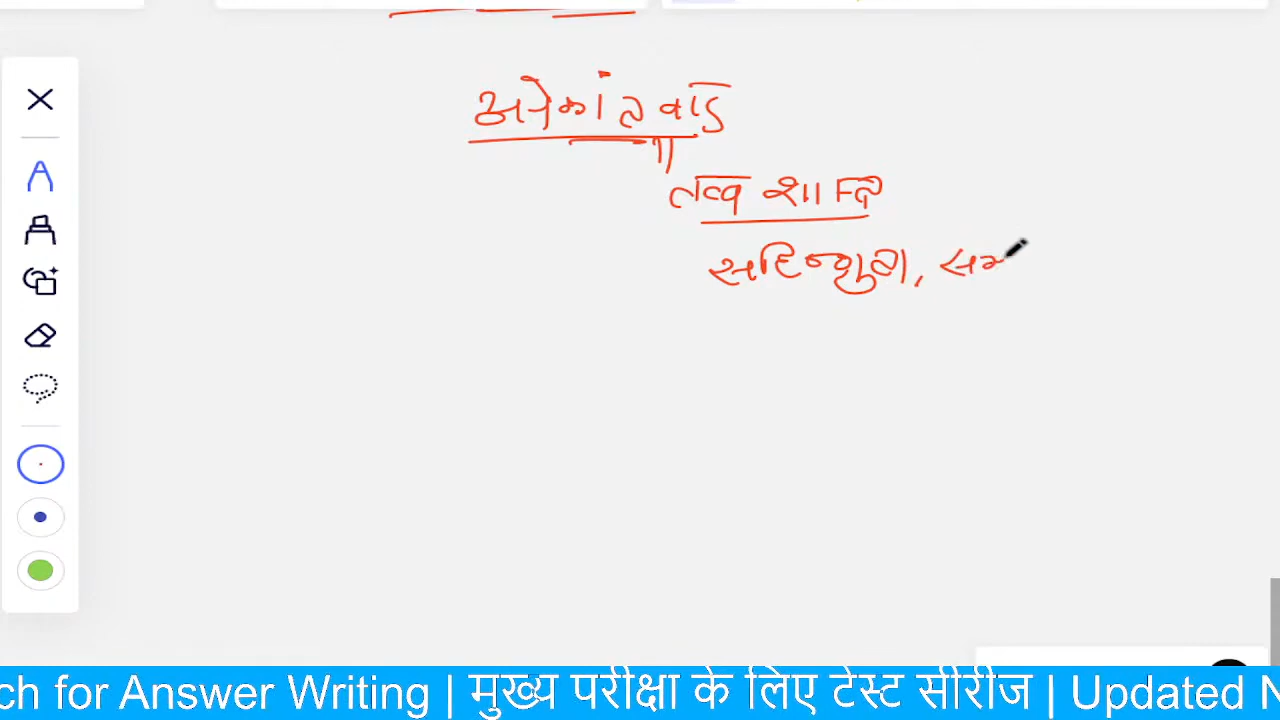 अनेकांतवाद
तत्व शास्त्र
सहिष्णुता, सम
ch for Answer Writing | मुख्य परीक्षा के लिए टेस्ट सीरीज | Updated N